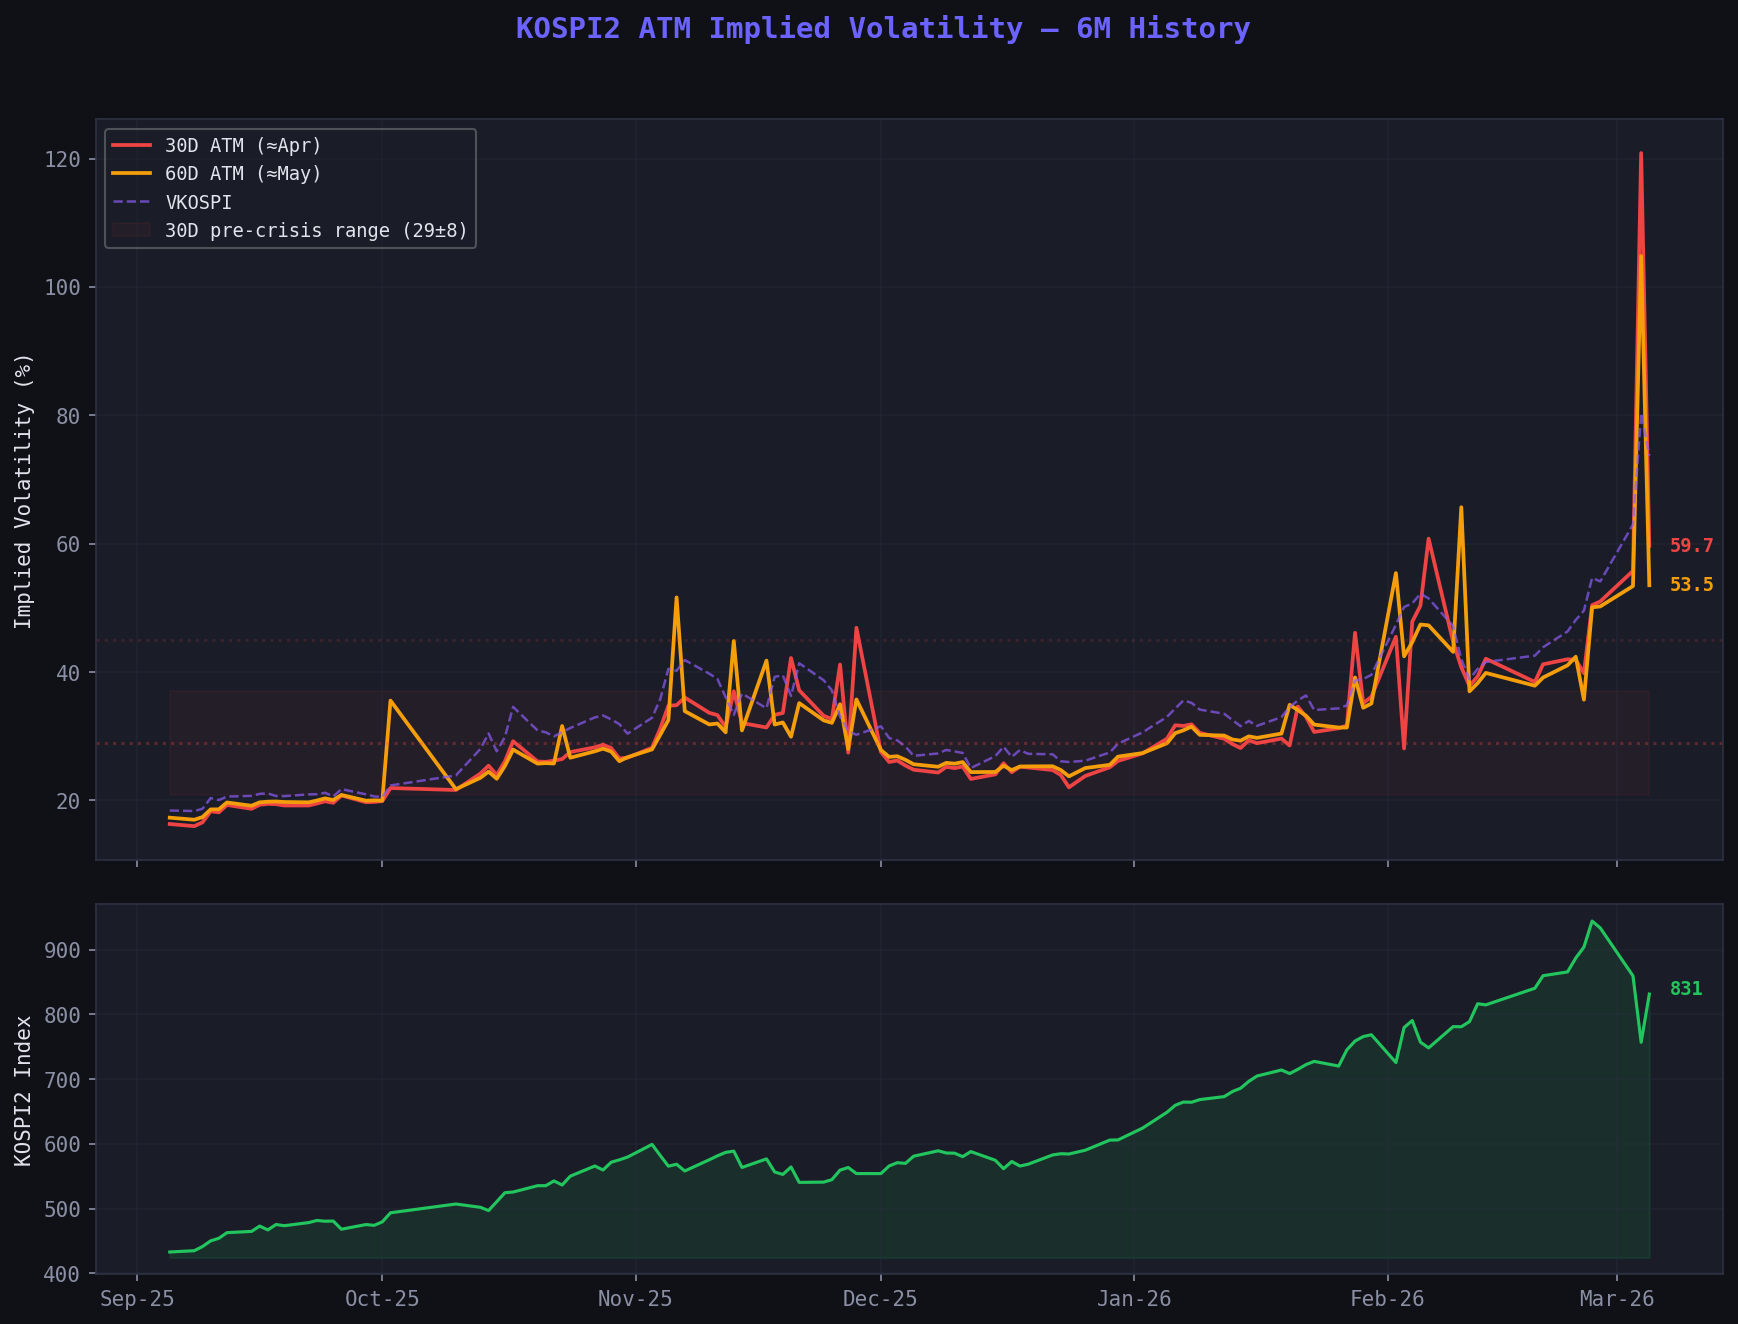 KOSPI2 ATM Implied Volatility — 6M History
30D ATM (≈Apr)
60D ATM (≈May)
VKOSPI
30D pre-crisis range (29±8)
Implied Volatility (%)
120
100
80
60
40
20
59.7
53.5
KOSPI2 Index
900
800
700
600
500
400
831
Sep-25
Oct-25
Nov-25
Dec-25
Jan-26
Feb-26
Mar-26